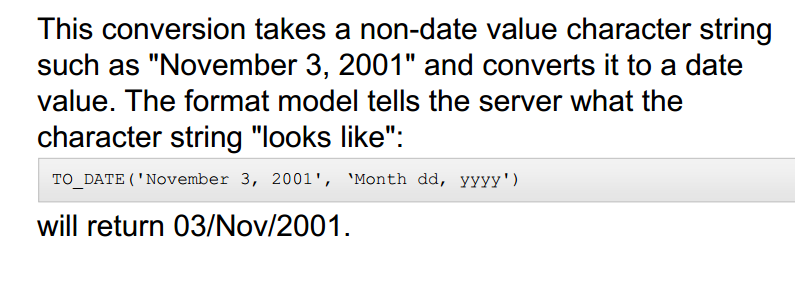 This conversion takes a non-date value character string
such as "November 3, 2001" and converts it to a date
value. The format model tells the server what the
character string "looks like":
TO_DATE('November 3, 2001', ‘Month dd, yyyy')
will return 03/Nov/2001.